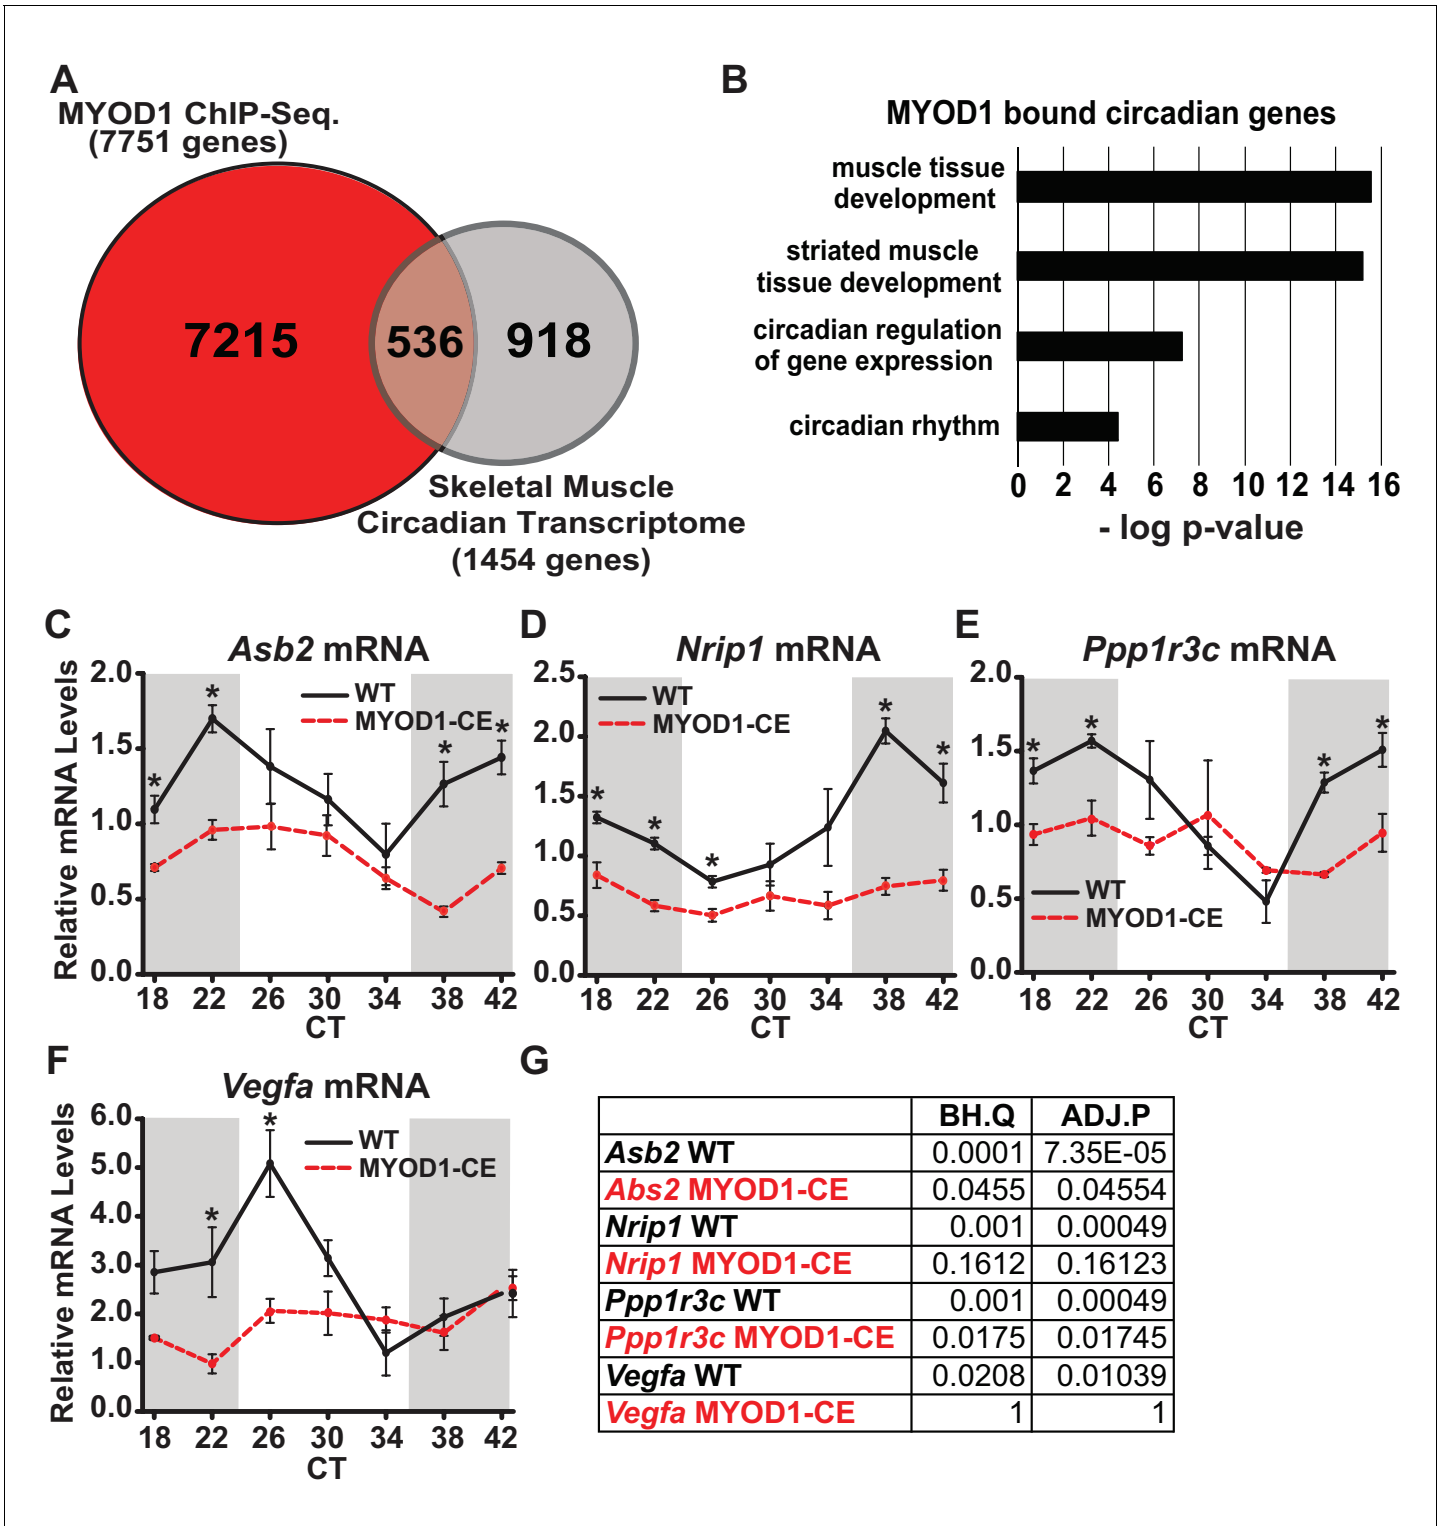 A
MYOD1 ChIP-Seq.
(7751 genes)
7215
536
918
Skeletal Muscle
Circadian Transcriptome
(1454 genes)
B
MYOD1 bound circadian genes
muscle tissue
development
striated muscle
tissue development
circadian regulation
of gene expression
circadian rhythm
0 2 4 6 8 10 12 14 16
- log p-value
C
Asb2 mRNA
Relative mRNA Levels
2.0
1.5
1.0
0.5
0.0
WT
MYOD1-CE
* * * *
18 22 26 30 34 38 42
CT
D
Nrip1 mRNA
2.5
2.0
1.5
1.0
0.5
0.0
WT
MYOD1-CE
* * * * *
18 22 26 30 34 38 42
CT
E
Ppp1r3c mRNA
2.0
1.5
1.0
0.5
0.0
* * * *
WT
MYOD1-CE
18 22 26 30 34 38 42
CT
F
Vegfa mRNA
Relative mRNA Levels
6.0
5.0
4.0
3.0
2.0
1.0
0.0
WT
MYOD1-CE
* *
18 22 26 30 34 38 42
CT
G
BH.Q ADJ.P
Asb2 WT 0.0001 7.35E-05
Abs2 MYOD1-CE 0.0455 0.04554
Nrip1 WT 0.001 0.00049
Nrip1 MYOD1-CE 0.1612 0.16123
Ppp1r3c WT 0.001 0.00049
Ppp1r3c MYOD1-CE 0.0175 0.01745
Vegfa WT 0.0208 0.01039
Vegfa MYOD1-CE 1 1